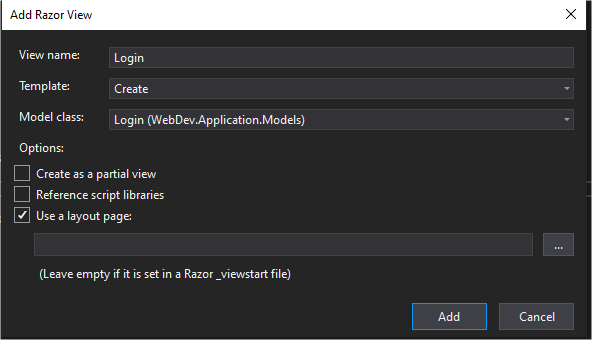 Add Razor View
View name: Login
Template: Create
Model class: Login (WebDev.Application.Models)
Options:
Create as a partial view
Reference script libraries
Use a layout page:
...
(Leave empty if it is set in a Razor _viewstart file)
Add Cancel